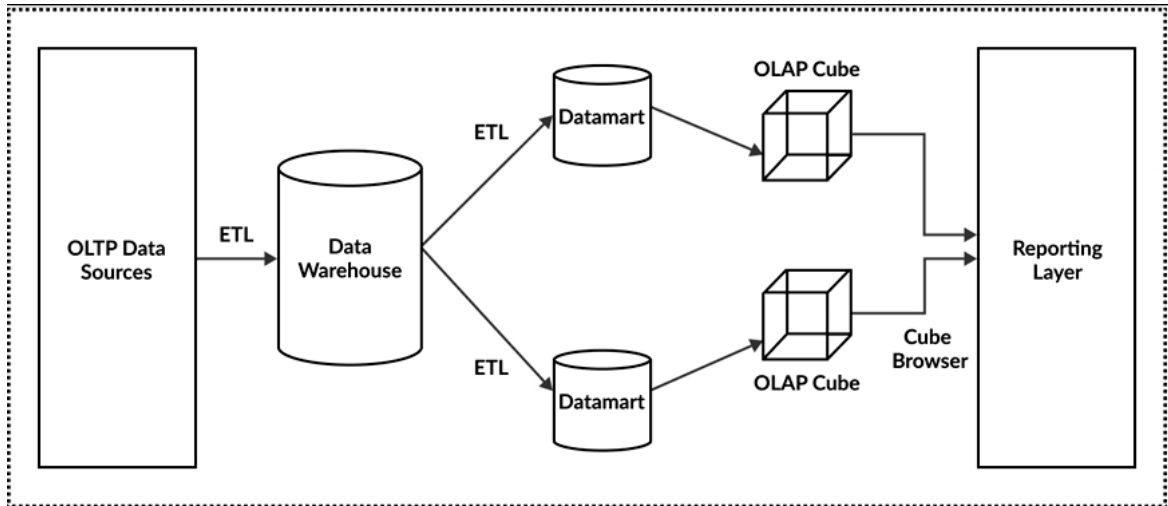 OLTP Data
Sources
ETL
Data
Warehouse
ETL
Datamart
OLAP Cube
ETL
Datamart
OLAP Cube
Cube
Browser
Reporting
Layer